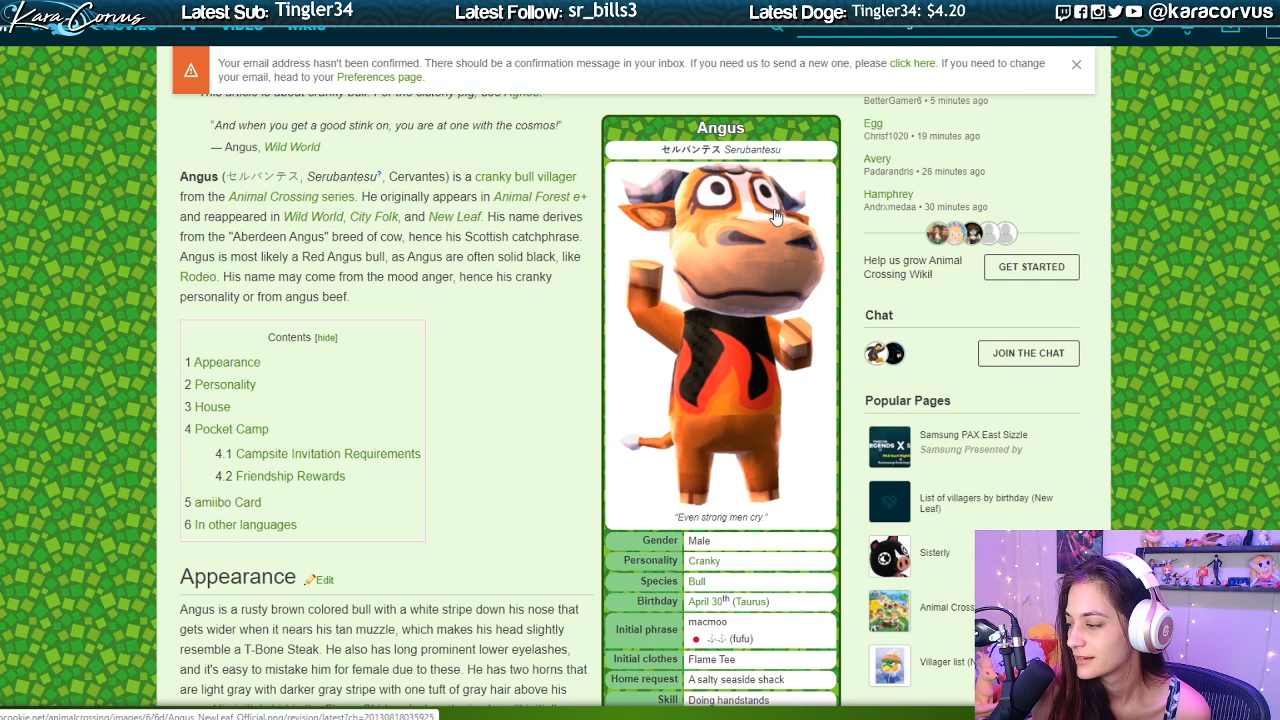 Kara Corvus
Latest Sub: Tingler34
Latest Follow: sr_bills3
Latest Doge: Tingler34: $4.20
@karacorvus
Your email address hasn't been confirmed. There should be a confirmation message in your inbox. If you need us to send a new one, please click here. If you need to change
your email, head to your Preferences page.
"And when you get a good stink on, you are at one with the cosmos!"
— Angus, Wild World
Angus (セルバンテス, Serubantesu?, Cervantes) is a cranky bull villager
from the Animal Crossing series. He originally appears in Animal Forest e+
and reappeared in Wild World, City Folk, and New Leaf. His name derives
from the "Aberdeen Angus" breed of cow, hence his Scottish catchphrase.
Angus is most likely a Red Angus bull, as Angus are often solid black, like
Rodeo. His name may come from the mood anger, hence his cranky
personality or from angus beef.
Contents [hide]
1 Appearance
2 Personality
3 House
4 Pocket Camp
4.1 Campsite Invitation Requirements
4.2 Friendship Rewards
5 amiibo Card
6 In other languages
Appearance Edit
Angus is a rusty brown colored bull with a white stripe down his nose that
gets wider when it nears his tan muzzle, which makes his head slightly
resemble a T-Bone Steak. He also has long prominent lower eyelashes,
and it's easy to mistake him for female due to these. He has two horns that
are light gray with darker gray stripe with one tuft of gray hair above his
Angus
セルバンテス Serubantesu
"Even strong men cry."
Gender Male
Personality Cranky
Species Bull
Birthday April 30th (Taurus)
Initial phrase macmoo
ふふ (fufu)
Initial clothes Flame Tee
Home request A salty seaside shack
Skill Doing handstands
BetterGamer6 • 5 minutes ago
Egg
Chrisf1020 • 19 minutes ago
Avery
Padarandris • 26 minutes ago
Hamphrey
Andrxmedaa • 30 minutes ago
Help us grow Animal
Crossing Wiki!
GET STARTED
Chat
JOIN THE CHAT
Popular Pages
Samsung PAX East Sizzle
Samsung Presented by
List of villagers by birthday (New
Leaf)
Sisterly
Animal Cross
Villager list (N